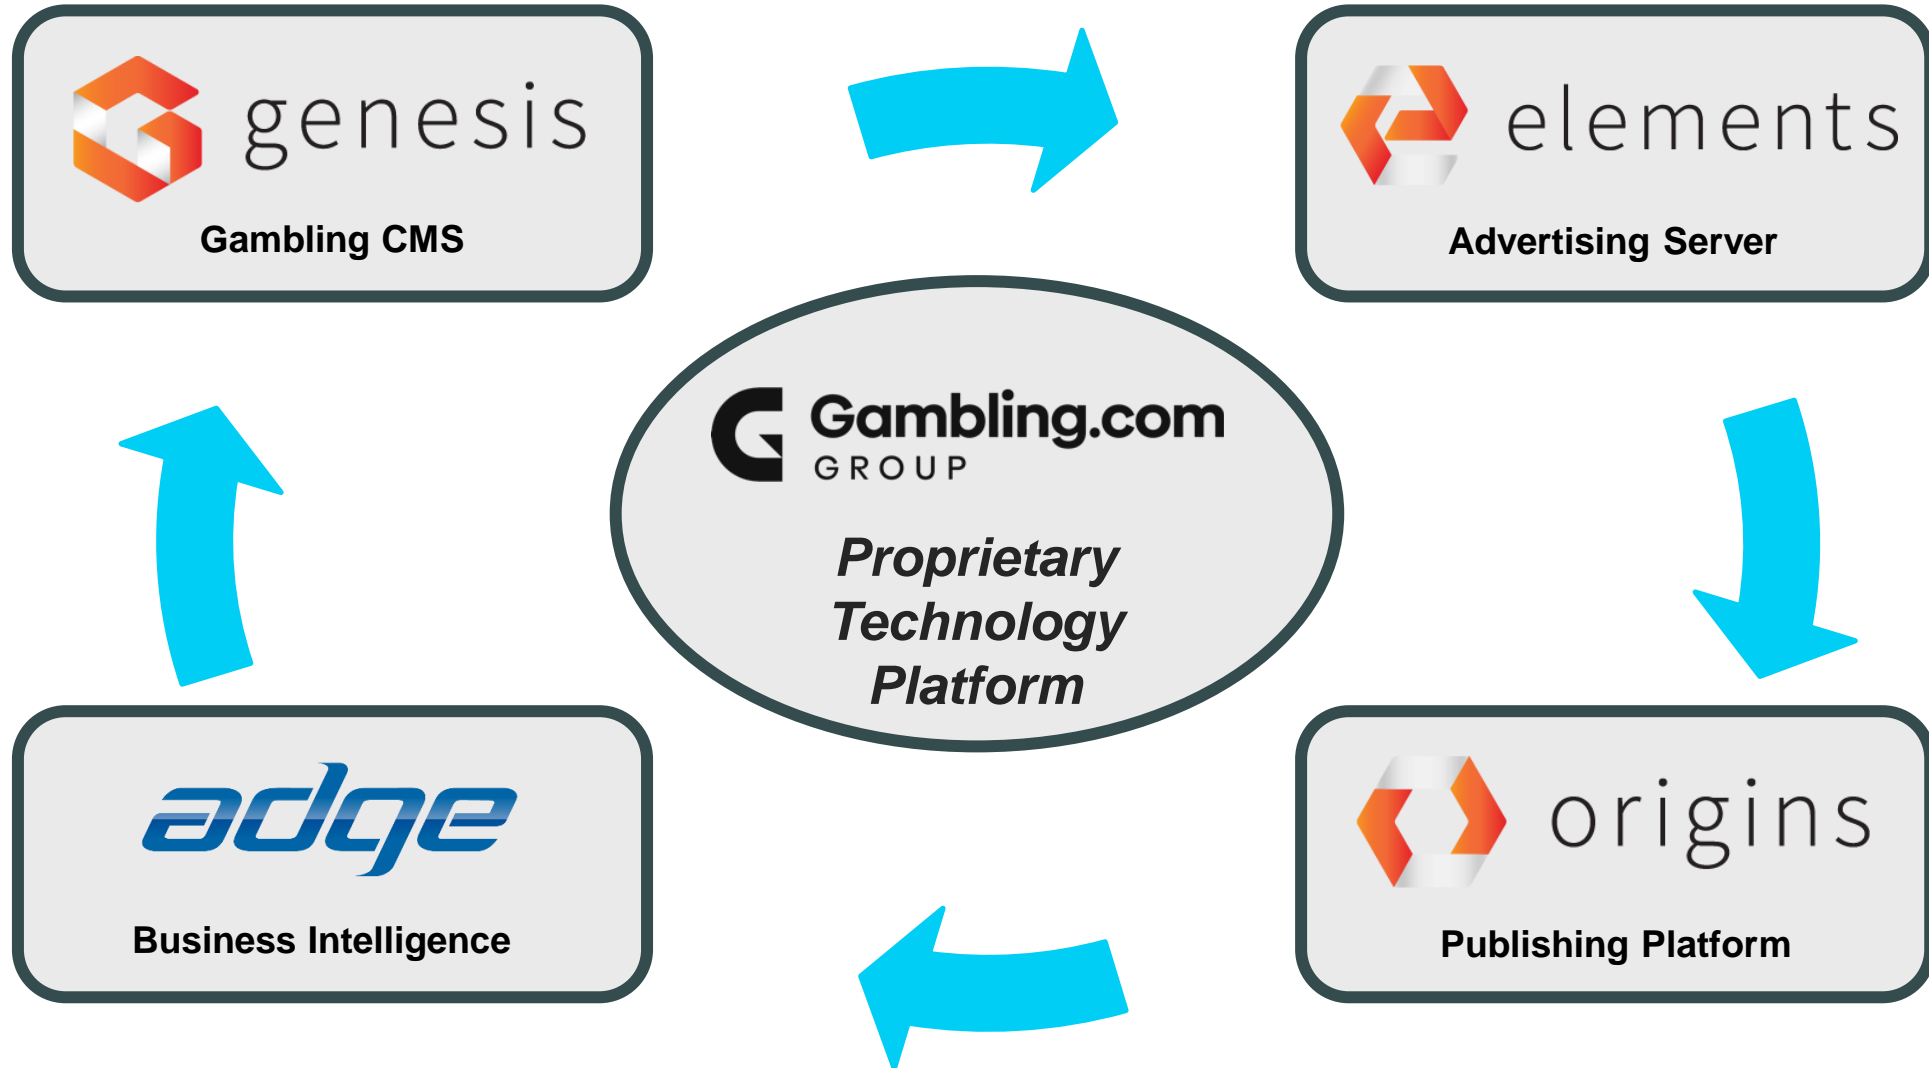 genesis
Gambling CMS
elements
Advertising Server
Gambling.com
GROUP
Proprietary
Technology
Platform
adge
Business Intelligence
origins
Publishing Platform